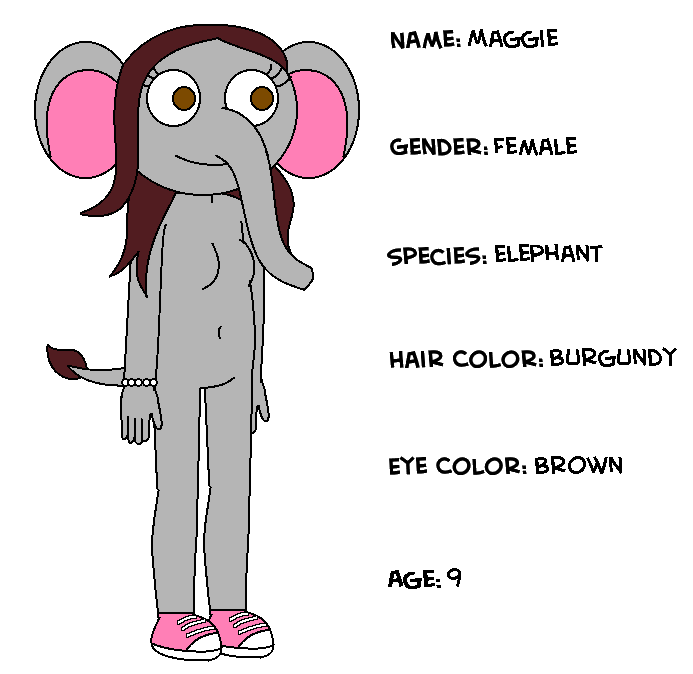 NAME: MAGGIE
GENDER: FEMALE
SPECIES: ELEPHANT
HAIR COLOR: BURGUNDY
EYE COLOR: BROWN
AGE: 9